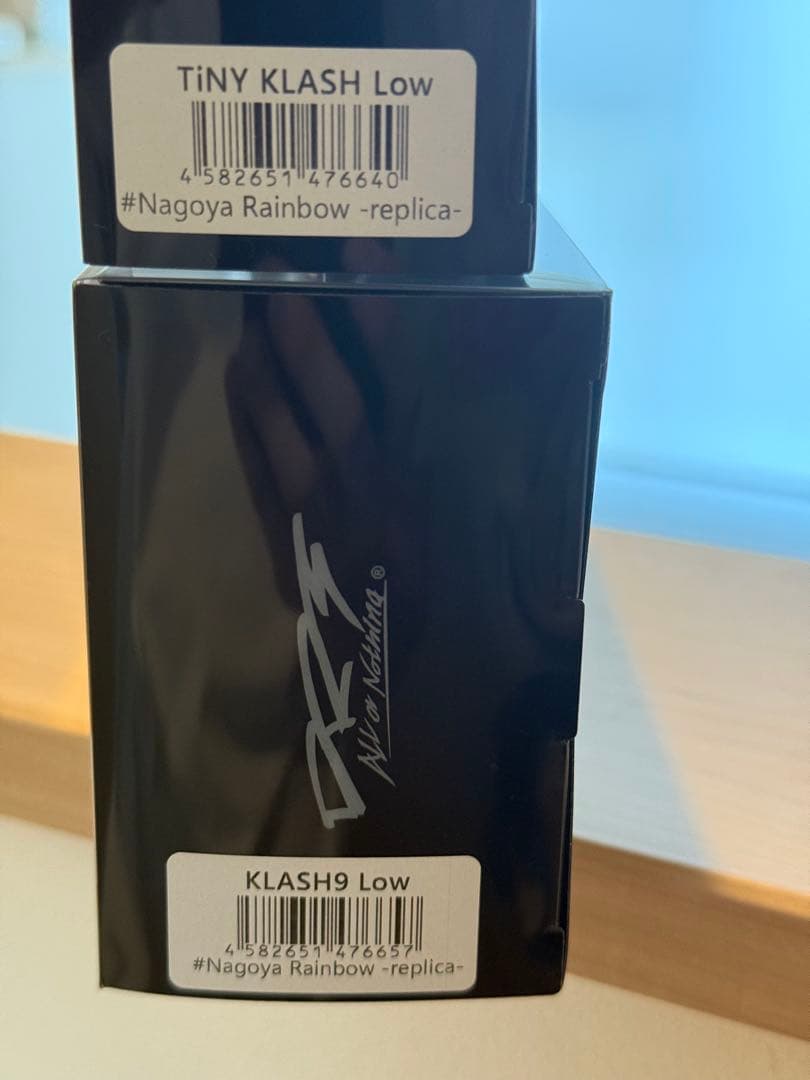 TiNY KLASH Low
4 582651 476640
#Nagoya Rainbow -replica-
DRT
All or Nothing®
KLASH9 Low
4 582651 476657
#Nagoya Rainbow -replica-